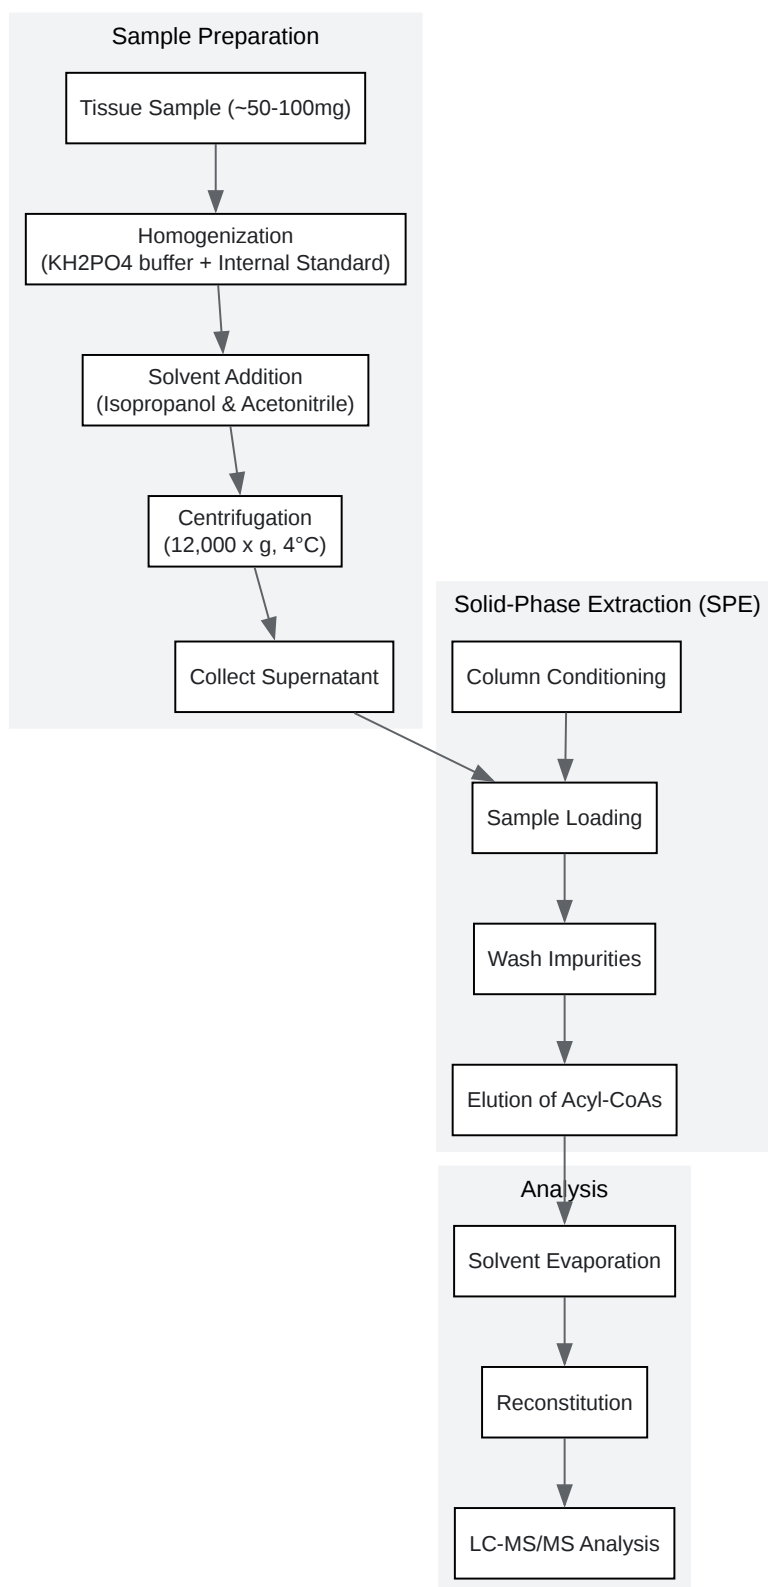 Sample Preparation
Tissue Sample (~50-100mg)
Homogenization
(KH2PO4 buffer + Internal Standard)
Solvent Addition
(Isopropanol & Acetonitrile)
Centrifugation
(12,000 x g, 4°C)
Collect Supernatant
Solid-Phase Extraction (SPE)
Column Conditioning
Sample Loading
Wash Impurities
Elution of Acyl-CoAs
Analysis
Solvent Evaporation
Reconstitution
LC-MS/MS Analysis